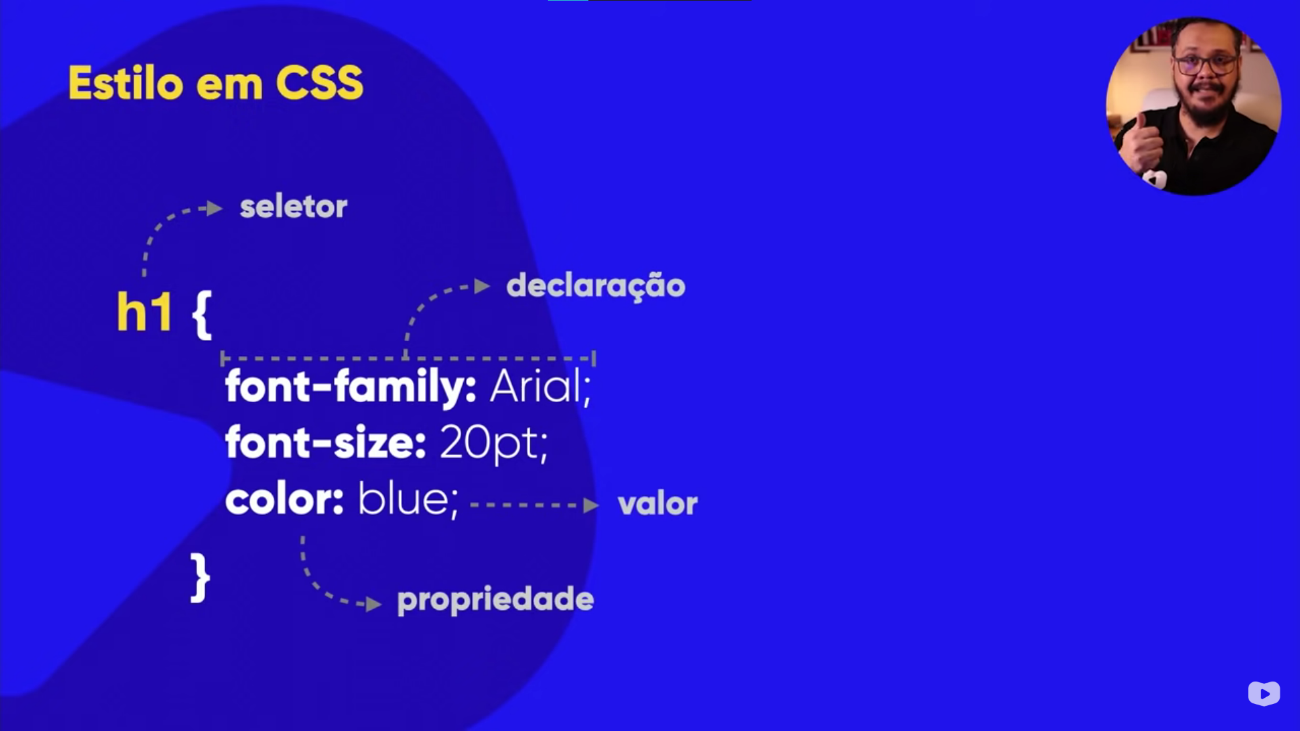 Estilo em CSS
seletor
declaração
h1 {
font-family: Arial;
font-size: 20pt;
color: blue;
valor
}
propriedade